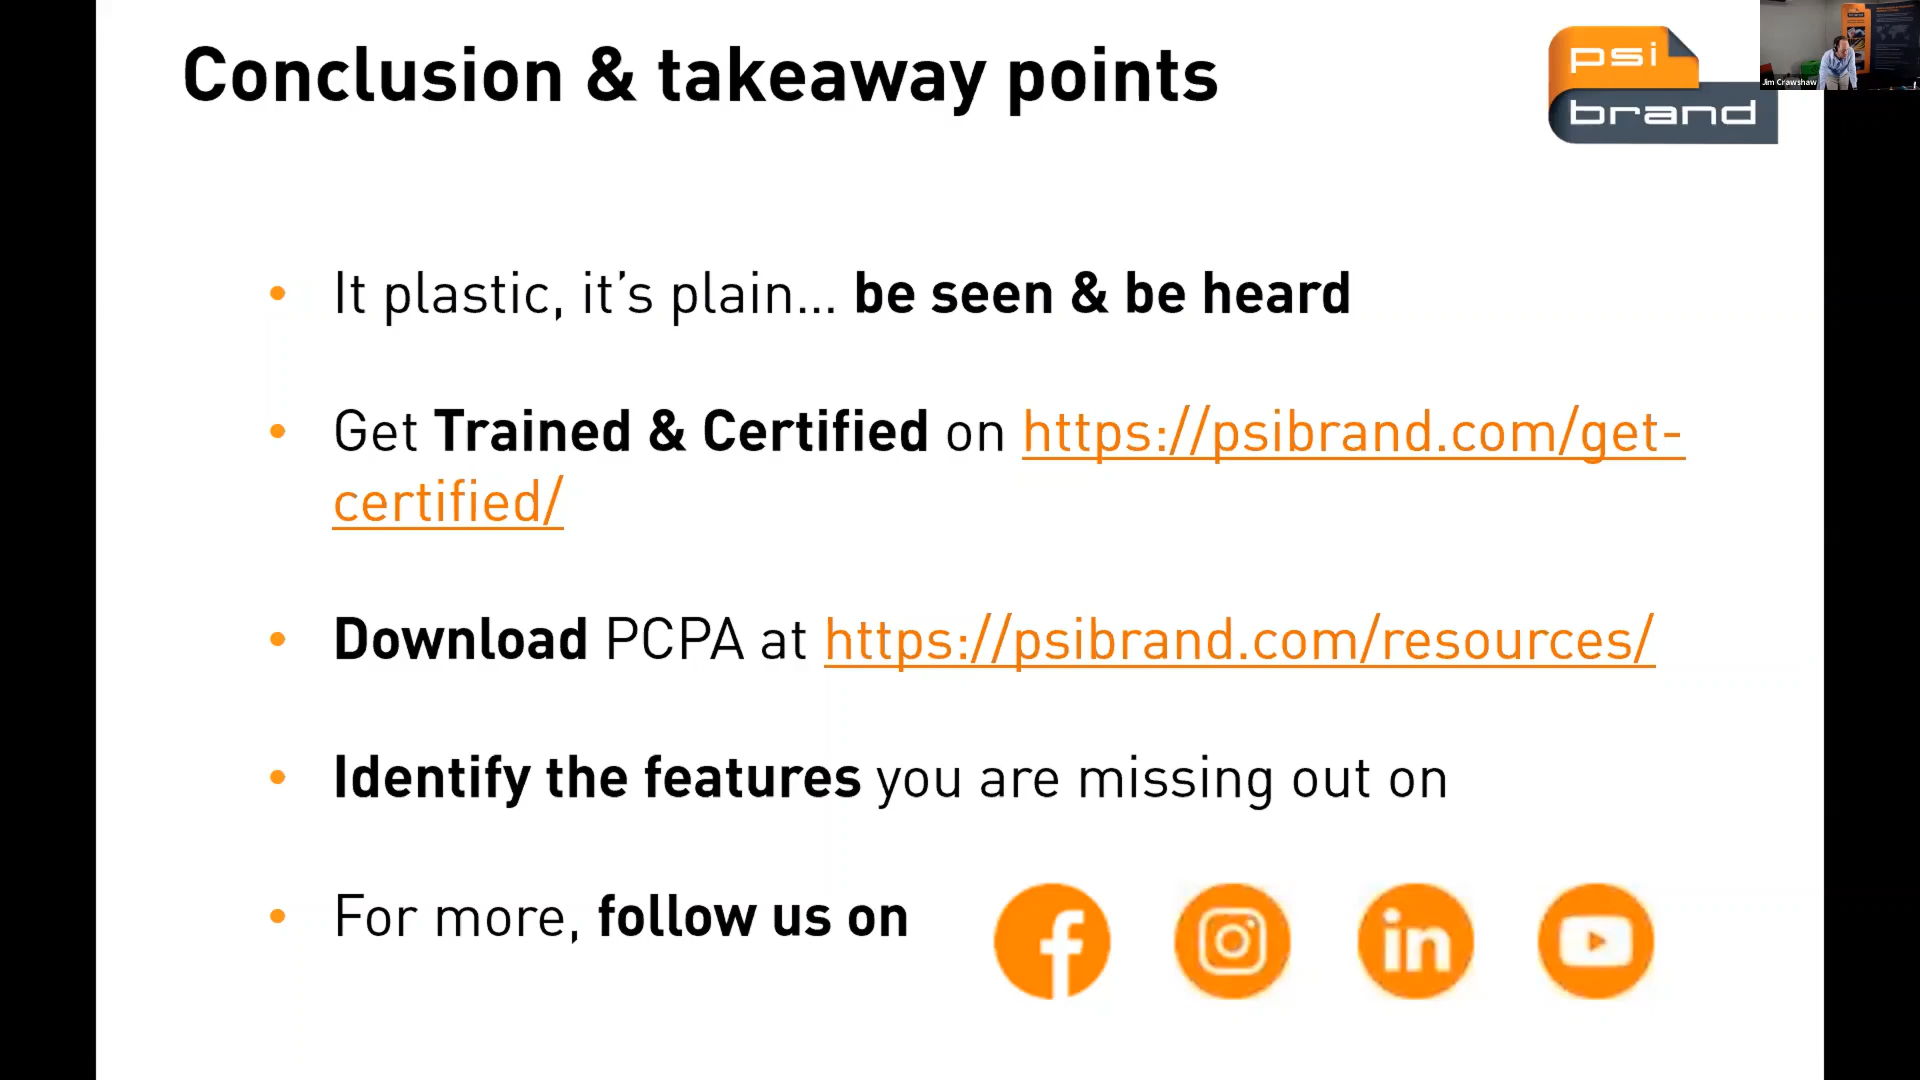 Conclusion & takeaway points
psi
brand
Jim Crawshaw
It plastic, it’s plain... be seen & be heard
Get Trained & Certified on https://psibrand.com/get-
certified/
Download PCPA at https://psibrand.com/resources/
Identify the features you are missing out on
For more, follow us on